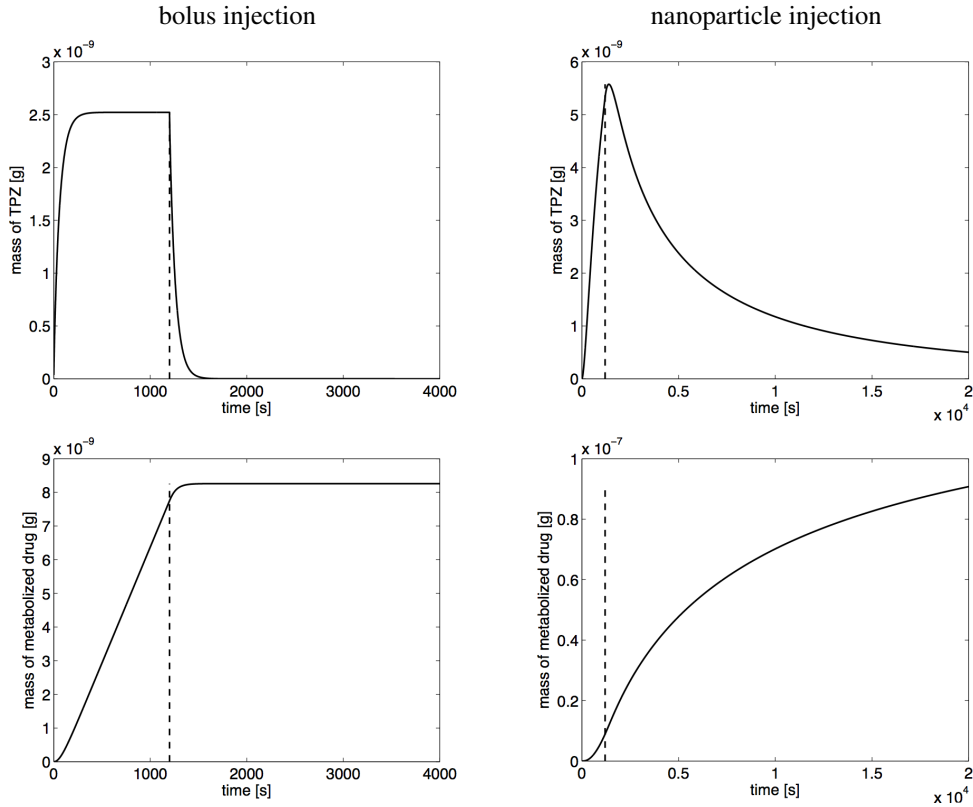 bolus injection
nanoparticle injection
x 10⁻⁹
3
2.5
2
1.5
1
0.5
0
mass of TPZ [g]
0 1000 2000 3000 4000
time [s]
x 10⁻⁹
6
5
4
3
2
1
0
mass of TPZ [g]
0 0.5 1 1.5 2
time [s]
x 10⁴
x 10⁻⁹
9
8
7
6
5
4
3
2
1
0
mass of metabolized drug [g]
0 1000 2000 3000 4000
time [s]
x 10⁻⁷
1
0.8
0.6
0.4
0.2
0
mass of metabolized drug [g]
0 0.5 1 1.5 2
time [s]
x 10⁴